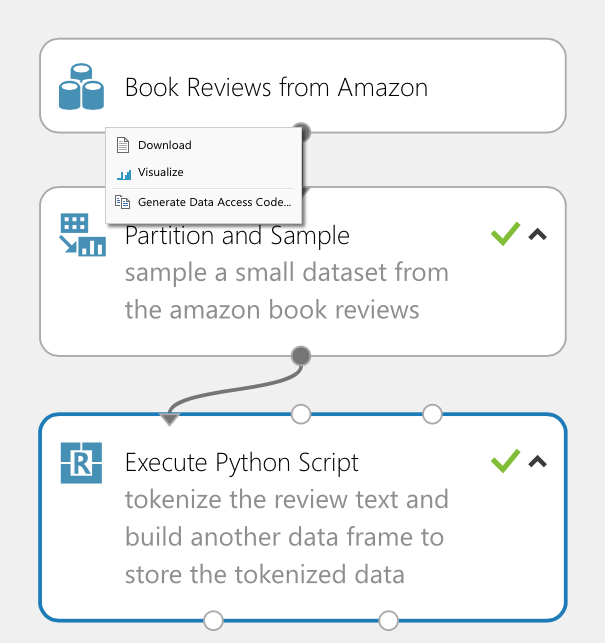 Book Reviews from Amazon
Download
Visualize
Generate Data Access Code...
Partition and Sample
sample a small dataset from
the amazon book reviews
R
Execute Python Script
tokenize the review text and
build another data frame to
store the tokenized data